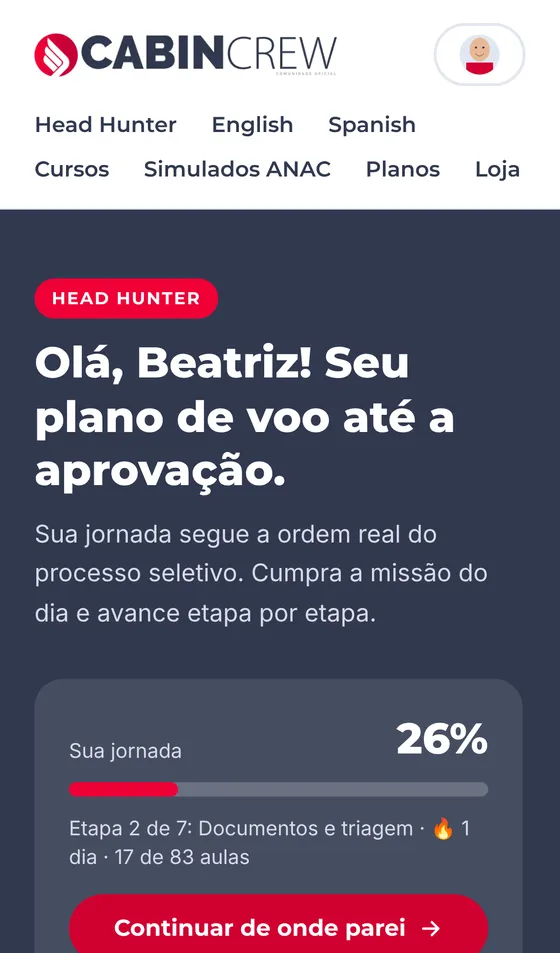 CABINCREW
COMUNIDADE OFICIAL
Head Hunter English Spanish
Cursos Simulados ANAC Planos Loja
HEAD HUNTER
Olá, Beatriz! Seu
plano de voo até a
aprovação.
Sua jornada segue a ordem real do
processo seletivo. Cumpra a missão do
dia e avance etapa por etapa.
Sua jornada 26%
Etapa 2 de 7: Documentos e triagem · 🔥 1
dia · 17 de 83 aulas
Continuar de onde parei →